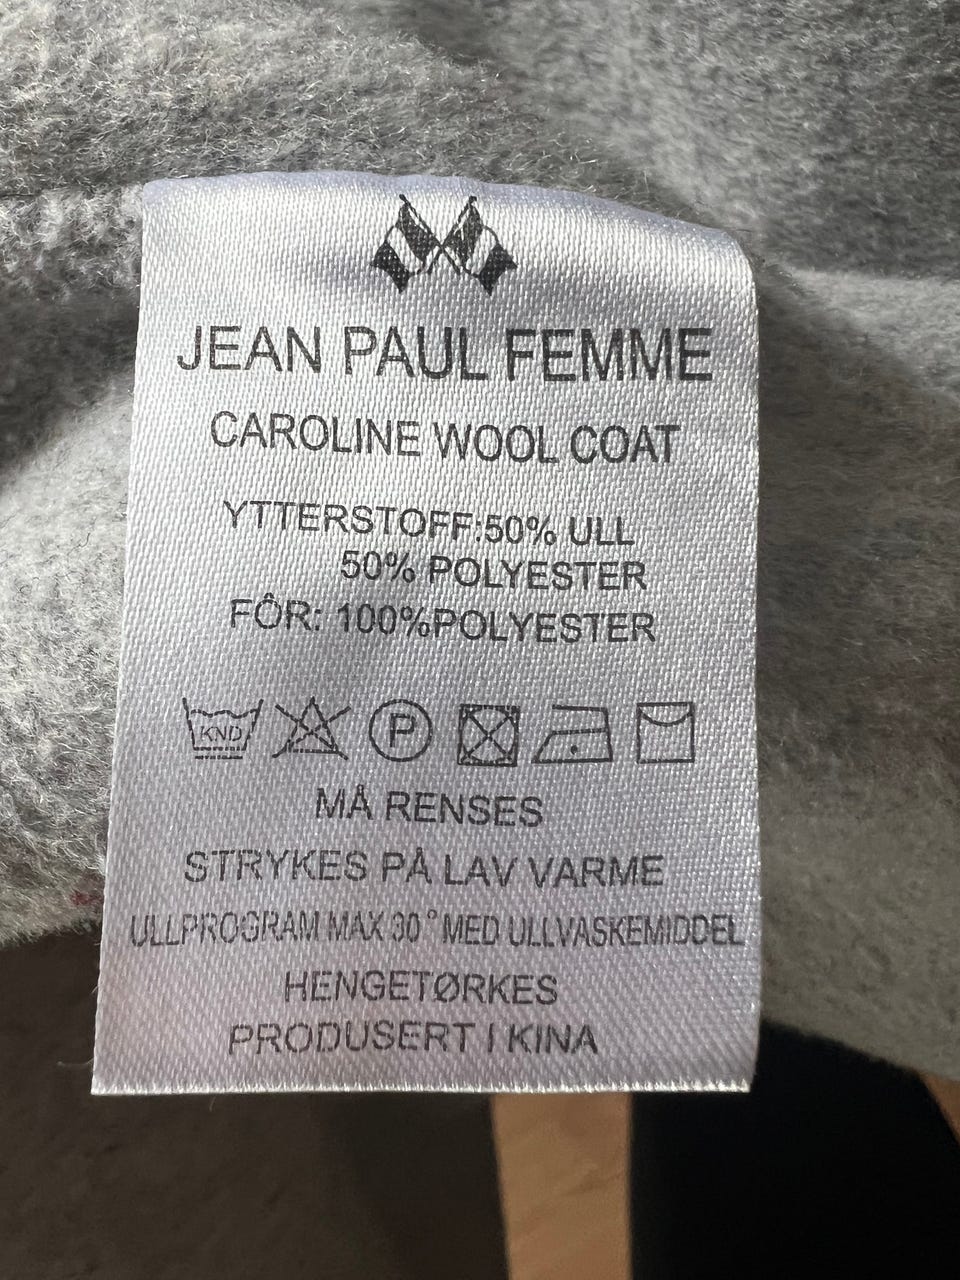 JEAN PAUL FEMME
CAROLINE WOOL COAT
YTTERSTOFF:50% ULL
50% POLYESTER
FÔR: 100%POLYESTER
KND P
MÅ RENSES
STRYKES PÅ LAV VARME
ULLPROGRAM MAX 30° MED ULLVASKEMIDDEL
HENGETØRKES
PRODUSERT I KINA